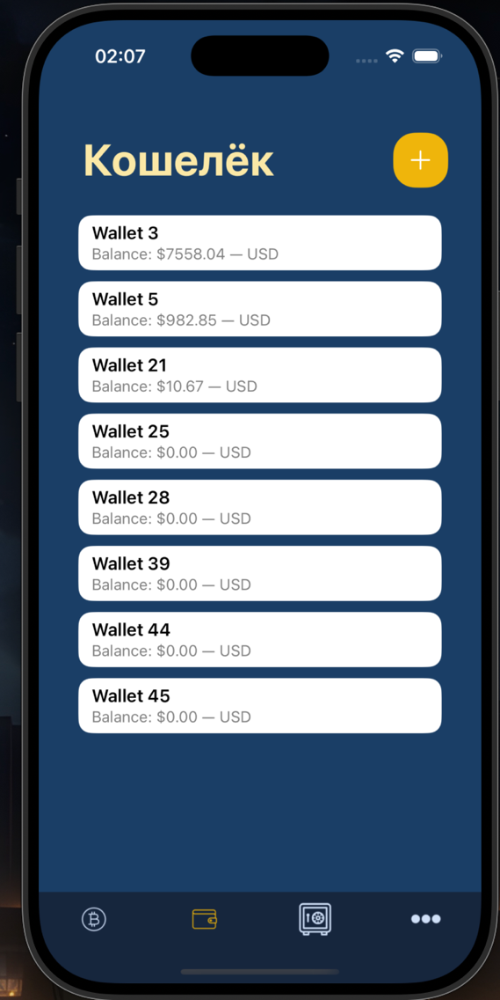 02:07
Кошелёк
Wallet 3
Balance: $7558.04 — USD
Wallet 5
Balance: $982.85 — USD
Wallet 21
Balance: $10.67 — USD
Wallet 25
Balance: $0.00 — USD
Wallet 28
Balance: $0.00 — USD
Wallet 39
Balance: $0.00 — USD
Wallet 44
Balance: $0.00 — USD
Wallet 45
Balance: $0.00 — USD